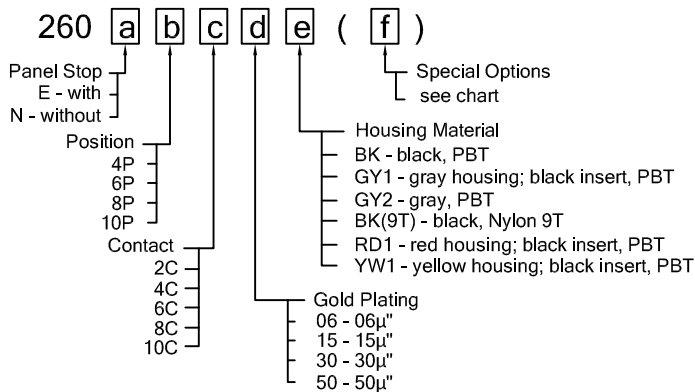 260 a b c d e ( f )
Panel Stop
E - with
N - without
Position
4P
6P
8P
10P
Contact
2C
4C
6C
8C
10C
Gold Plating
06 - 06µ"
15 - 15µ"
30 - 30µ"
50 - 50µ"
Housing Material
BK - black, PBT
GY1 - gray housing; black insert, PBT
GY2 - gray, PBT
BK(9T) - black, Nylon 9T
RD1 - red housing; black insert, PBT
YW1 - yellow housing; black insert, PBT
Special Options
see chart